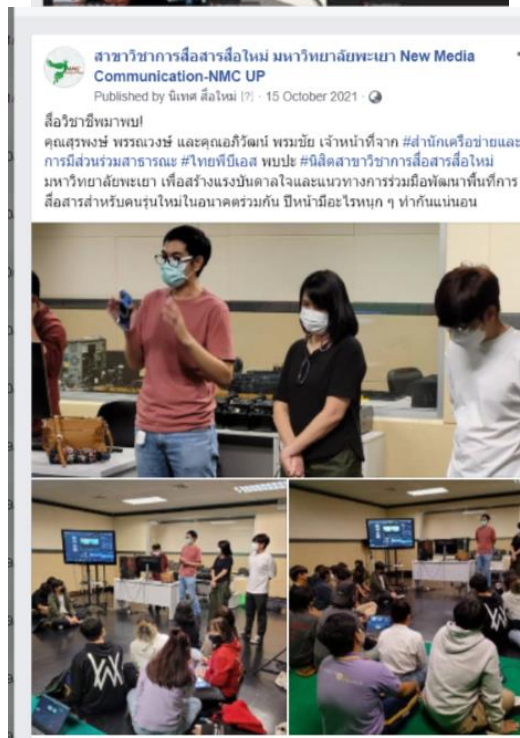 สาขาวิชาการสื่อสารสื่อใหม่ มหาวิทยาลัยพะเยา New Media
Communication-NMC UP
Published by นิเทศ สื่อใหม่ [?] · 15 October 2021 ·
สื่อวิชาชีพมาพบ!
คุณสุรพงษ์ พรรณวงษ์ และคุณอภิวัฒน์ พรมชัย เจ้าหน้าที่จาก #สำนักเครือข่ายและ
การมีส่วนร่วมสาธารณะ #ไทยพีบีเอส พบปะ #นิสิตสาขาวิชาการสื่อสารสื่อใหม่
มหาวิทยาลัยพะเยา เพื่อสร้างแรงบันดาลใจและแนวทางการร่วมมือพัฒนาพื้นที่การ
สื่อสารสำหรับคนรุ่นใหม่ในอนาคตร่วมกัน ปีหน้ามีอะไรหนุก ๆ ทำกันแน่นอน